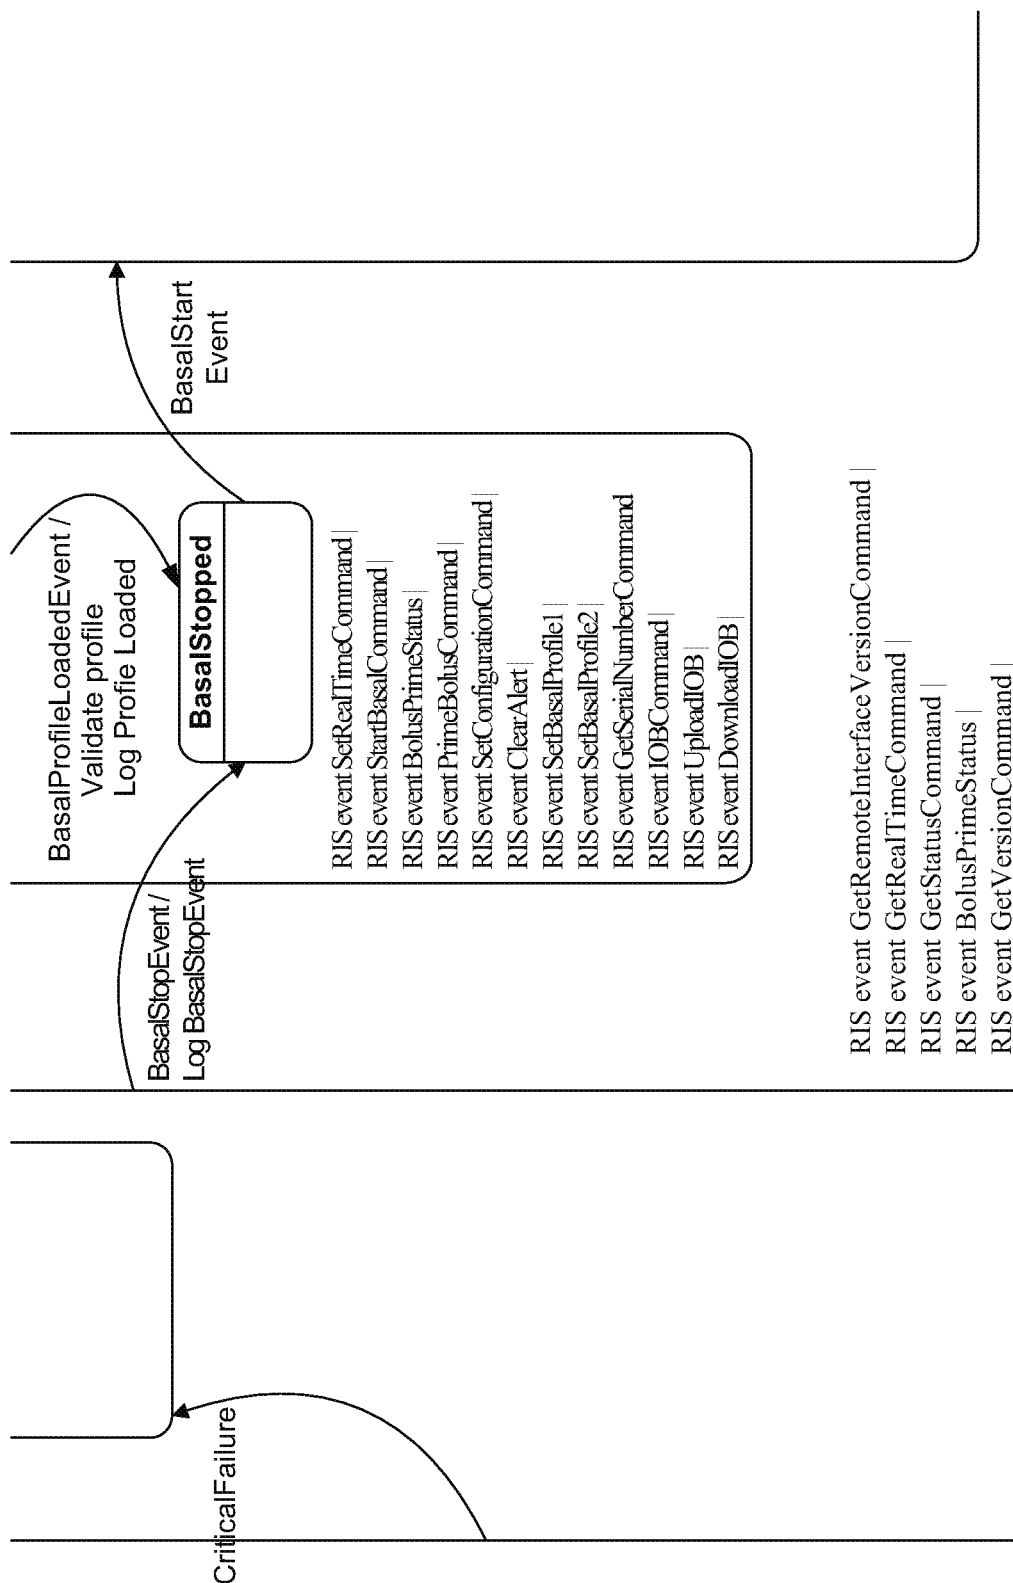 BasalProfileLoadedEvent /
Validate profile
Log Profie Loaded
BasalStart
Event
BasalStopped
BasalStopEvent /
Log BasalStopEvent
RIS event SetRealTimeCommand |
RIS event StartBasalCommand |
RIS event BolusPrimeStatus |
RIS event PrimeBolusCommand |
RIS event SetConfigurationCommand |
RIS event ClearAlert |
RIS event SetBasalProfile1 |
RIS event SetBasalProfile2 |
RIS event GetSerialNumberCommand
RIS event IOBCommand |
RIS event UploadIOB |
RIS event DownloadIOB |
CriticalFailure
RIS event GetRemoteInterfaceVersionCommand |
RIS event GetRealTimeCommand |
RIS event GetStatusCommand |
RIS event BolusPrimeStatus |
RIS event GetVersionCommand |